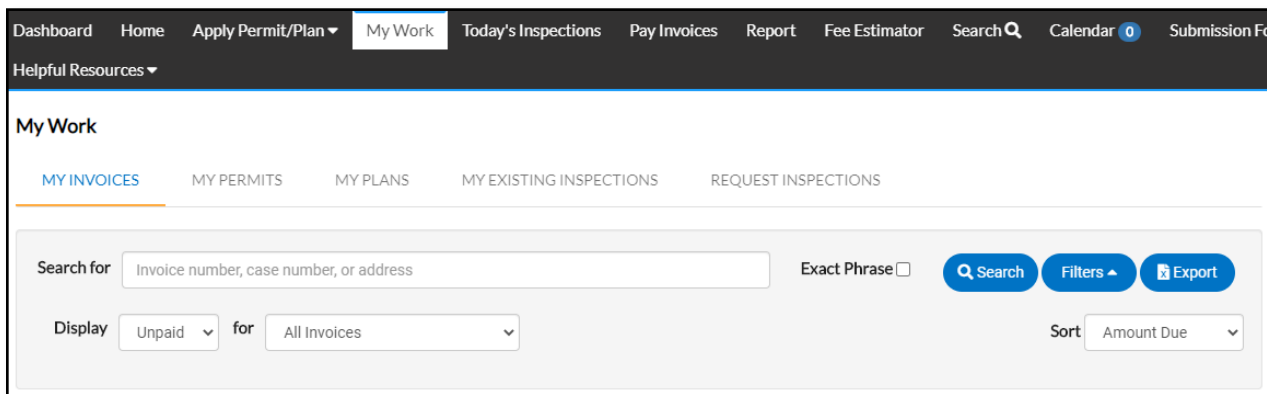 Dashboard Home Apply Permit/Plan My Work Today's Inspections Pay Invoices Report Fee Estimator Search Calendar 0 Submission Fo
Helpful Resources
My Work
MY INVOICES MY PERMITS MY PLANS MY EXISTING INSPECTIONS REQUEST INSPECTIONS
Search for Invoice number, case number, or address Exact Phrase Search Filters Export
Display Unpaid for All Invoices Sort Amount Due